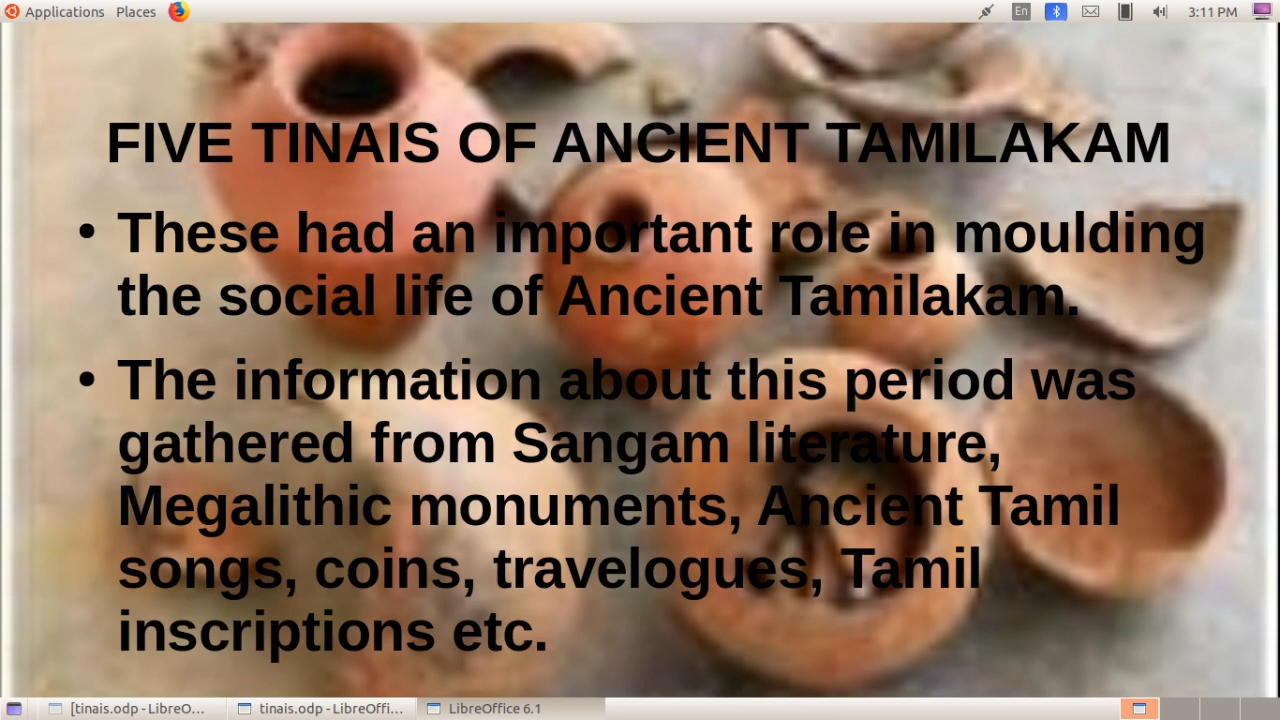 Applications Places En 3:11 PM
FIVE TINAIS OF ANCIENT TAMILAKAM
• These had an important role in moulding
the social life of Ancient Tamilakam.
• The information about this period was
gathered from Sangam literature,
Megalithic monuments, Ancient Tamil
songs, coins, travelogues, Tamil
inscriptions etc.
[tinais.odp - LibreO... tinais.odp - LibreOffi... LibreOffice 6.1